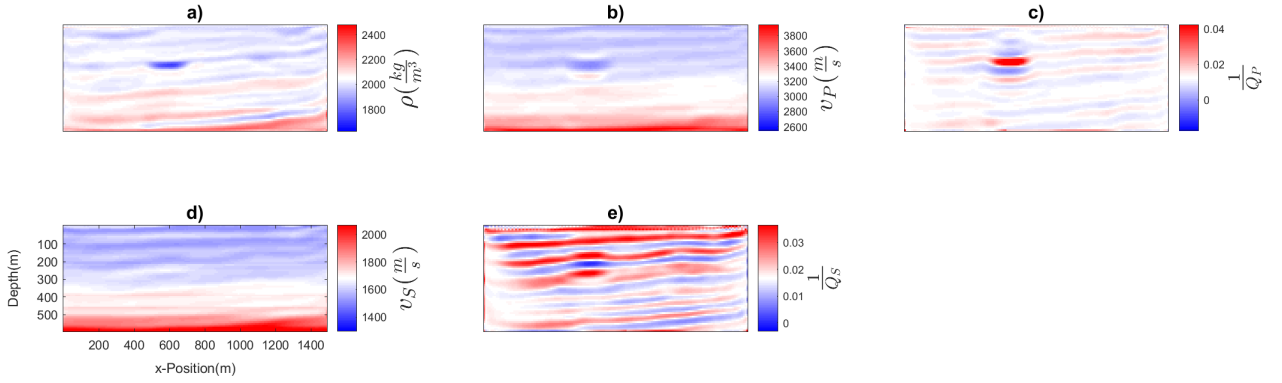 a)
2400
2200
2000
1800
ρ(kg/m³)
b)
3800
3600
3400
3200
3000
2800
2600
v_P(m/s)
c)
0.04
0.02
0
1/Q_P
d)
Depth(m)
100
200
300
400
500
200 400 600 800 1000 1200 1400
x-Position(m)
2000
1800
1600
1400
v_S(m/s)
e)
0.03
0.02
0.01
0
1/Q_S